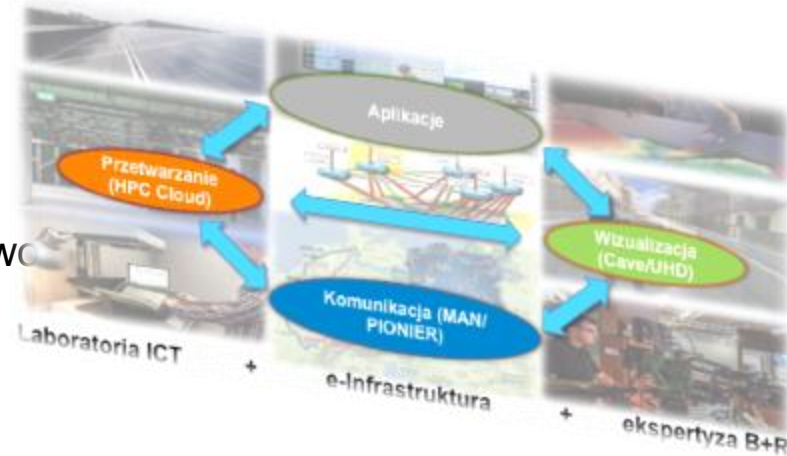 Aplikacje
Przetwarzanie
(HPC Cloud)
Wizualizacja
(Cave/UHD)
Komunikacja (MAN/
PIONIER)
Laboratoria ICT + e-Infrastruktura + ekspertyza B+R